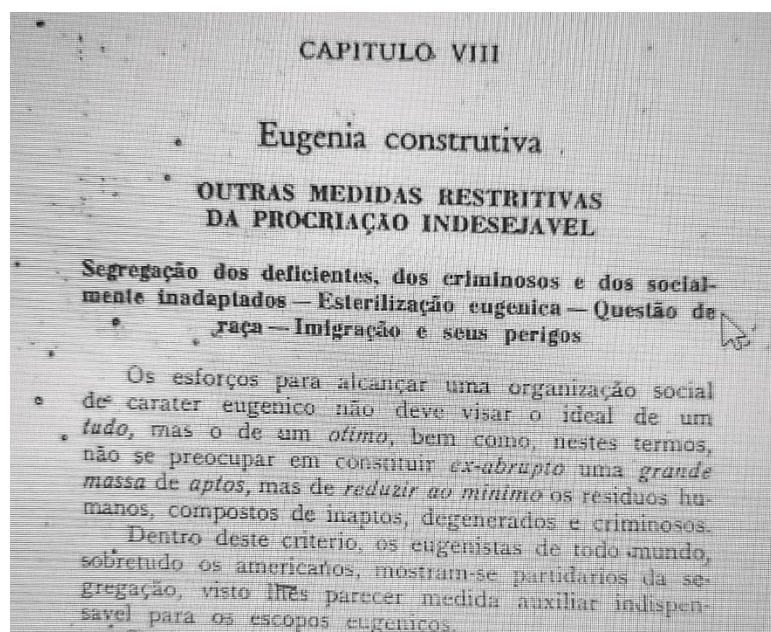 CAPITULO VIII
Eugenia construtiva
OUTRAS MEDIDAS RESTRITIVAS
DA PROCRIAÇÃO INDESEJAVEL
Segregação dos deficientes, dos criminosos e dos social-
mente inadaptados — Esterilização eugenica — Questão de
raça — Imigração e seus perigos
Os esforços para alcançar uma organização social
de carater eugenico não deve visar o ideal de um
tudo, mas o de um otimo, bem como, nestes termos,
não se preocupar em constituir ex-abrupto uma grande
massa de aptos, mas de reduzir ao minimo os residuos hu-
manos, compostos de inaptos, degenerados e criminosos.
Dentro deste criterio, os eugenistas de todo mundo,
sobretudo os americanos, mostram-se partidarios da se-
gregação, visto lhes parecer medida auxiliar indispen-
savel para os escopos eugenicos.